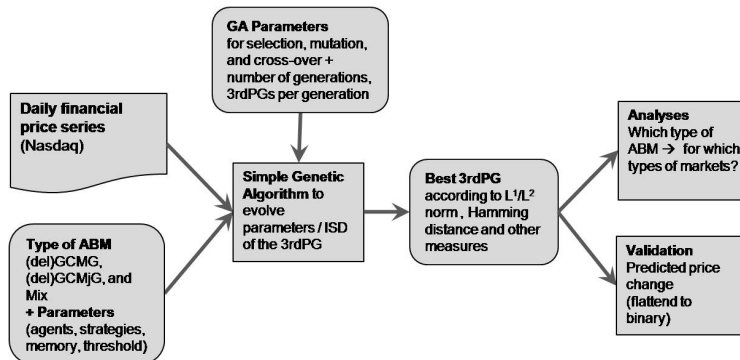 GA Parameters
for selection, mutation,
and cross-over +
number of generations,
3rdPGs per generation
Daily financial
price series
(Nasdaq)
Type of ABM
(del)GCMG,
(del)GCMjG, and
Mix
+ Parameters
(agents, strategies,
memory, threshold)
Simple Genetic
Algorithm to
evolve
parameters / ISD
of the 3rdPG
Best 3rdPG
according to L¹/L²
norm , Hamming
distance and other
measures
Analyses
Which type of
ABM → for which
types of markets?
Validation
Predicted price
change
(flattend to
binary)